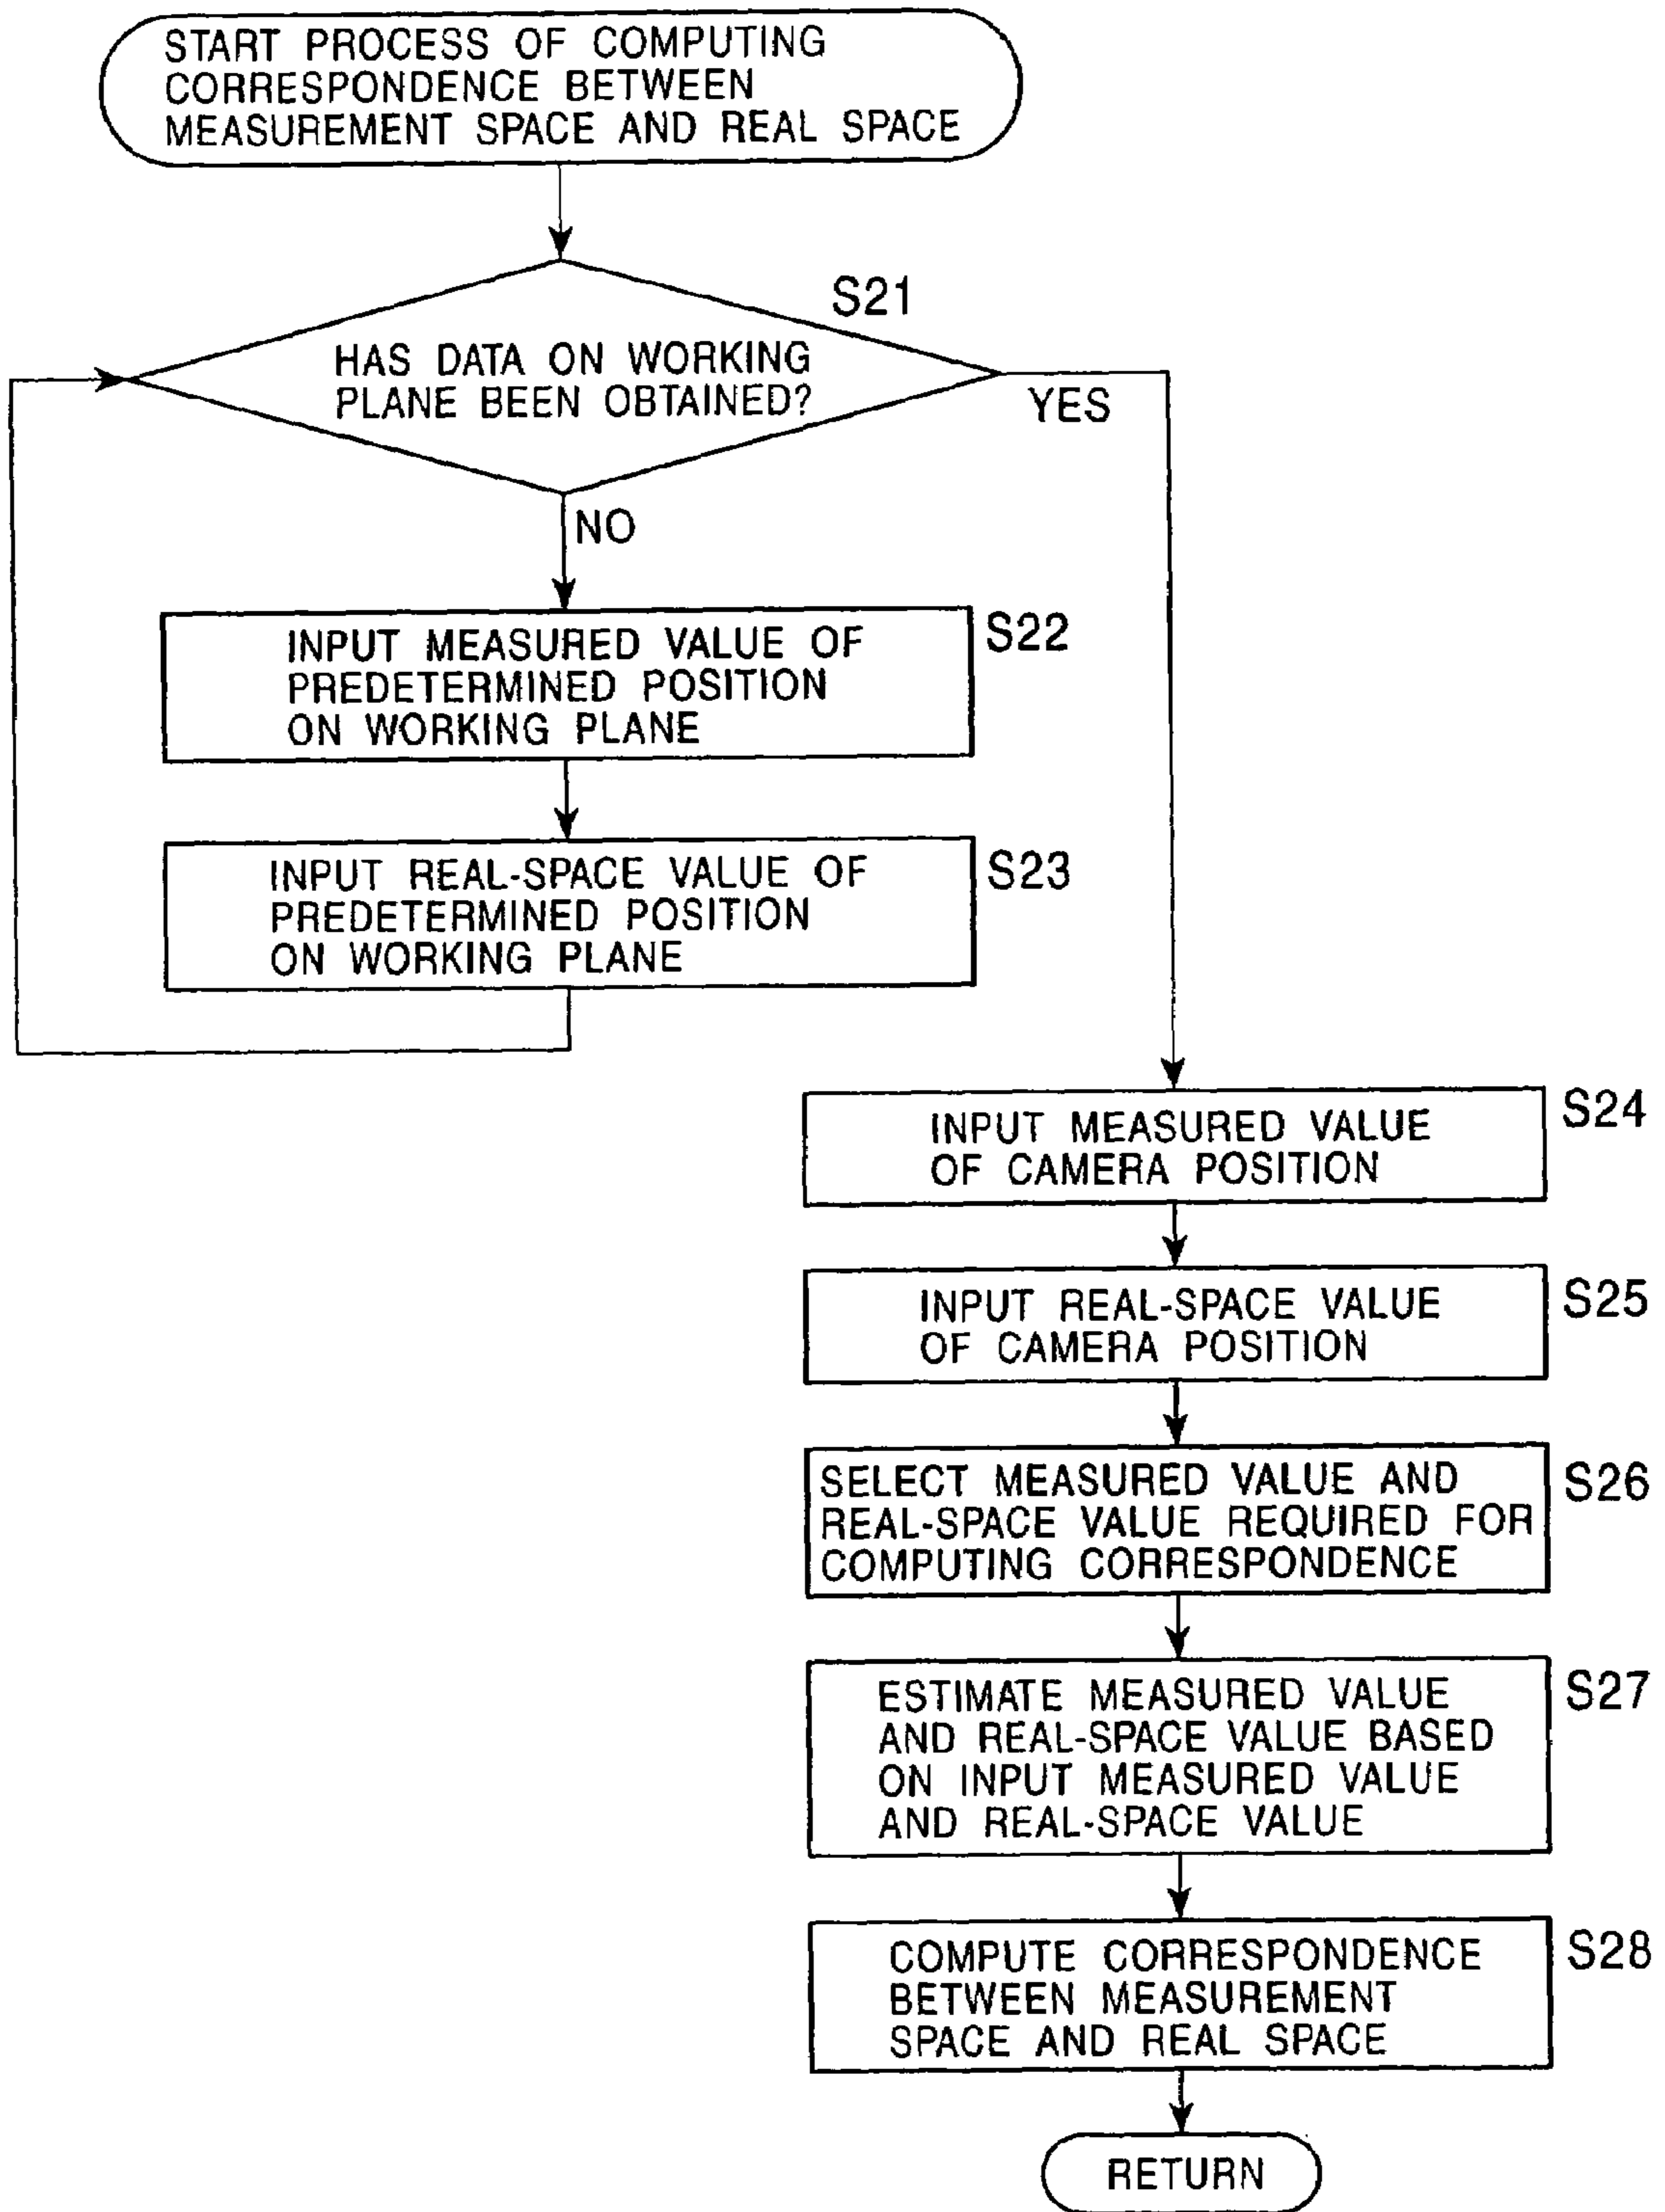 START PROCESS OF COMPUTING
CORRESPONDENCE BETWEEN
MEASUREMENT SPACE AND REAL SPACE
S21
HAS DATA ON WORKING
PLANE BEEN OBTAINED?
YES
NO
S22
INPUT MEASURED VALUE OF
PREDETERMINED POSITION
ON WORKING PLANE
S23
INPUT REAL-SPACE VALUE OF
PREDETERMINED POSITION
ON WORKING PLANE
S24
INPUT MEASURED VALUE
OF CAMERA POSITION
S25
INPUT REAL-SPACE VALUE
OF CAMERA POSITION
S26
SELECT MEASURED VALUE AND
REAL-SPACE VALUE REQUIRED FOR
COMPUTING CORRESPONDENCE
S27
ESTIMATE MEASURED VALUE
AND REAL-SPACE VALUE BASED
ON INPUT MEASURED VALUE
AND REAL-SPACE VALUE
S28
COMPUTE CORRESPONDENCE
BETWEEN MEASUREMENT
SPACE AND REAL SPACE
RETURN